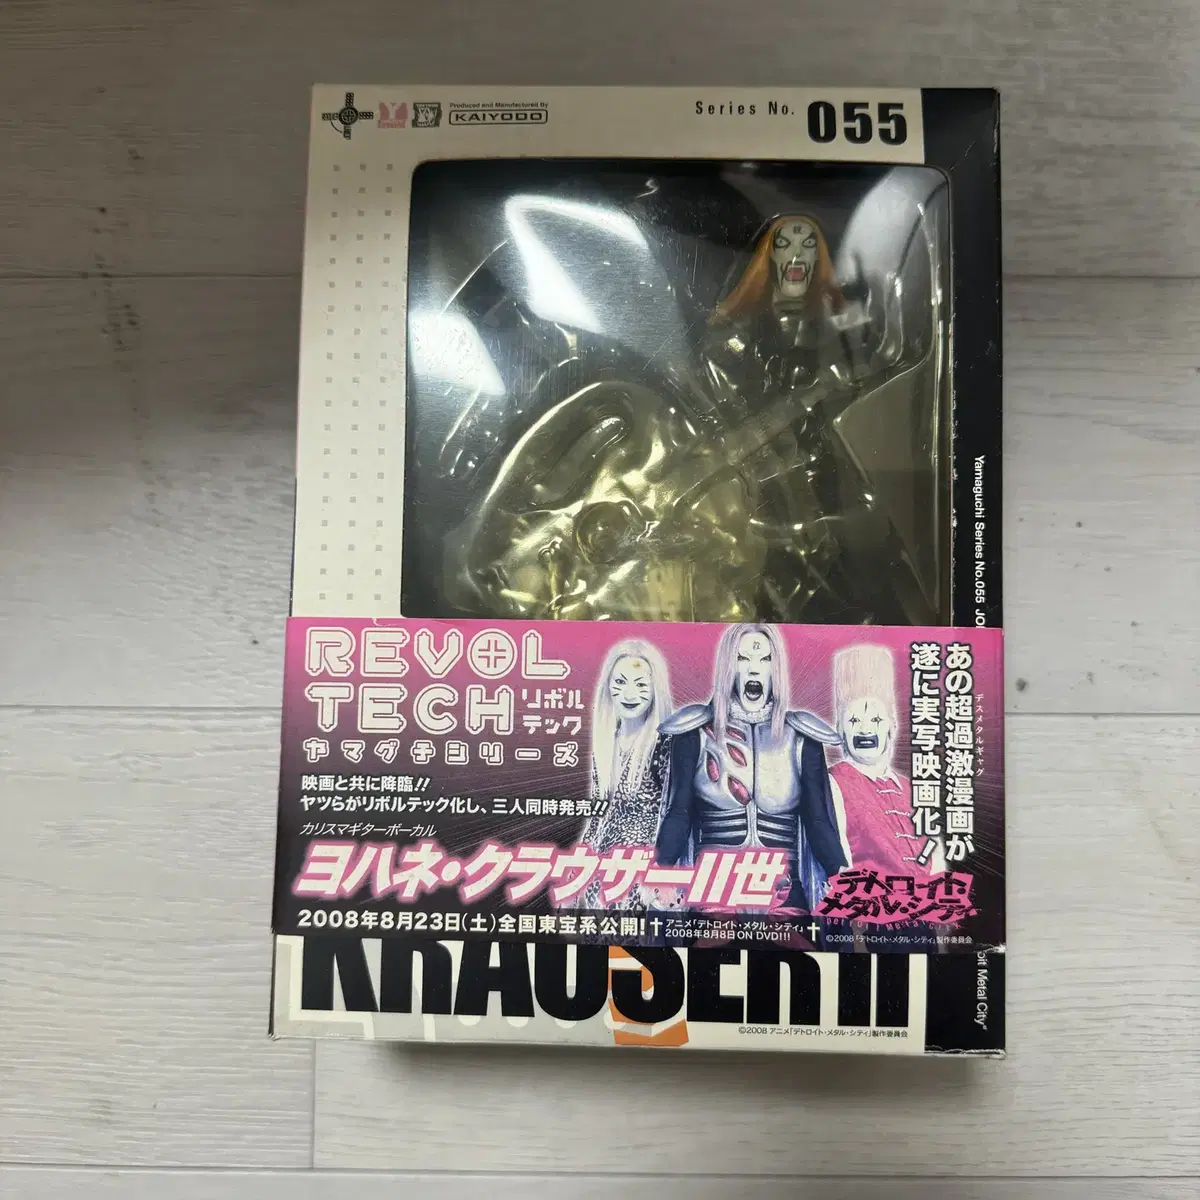 Produced and Manufactured By
KAIYODO
Series No. 055
殺
Yamaguchi Series No.055
REVOL
TECH
リボル
テック
ヤマグチシリーズ
映画と共に降臨!!
ヤツらがリボルテック化し、三人同時発売!!
カリスマギターボーカル
ヨハネ・クラウザーII世
2008年8月23日(土)全国東宝系公開!
アニメ「デトロイト・メタル・シティ」
2008年8月8日ON DVD!!!
デスメタルギャグ
あの超過激漫画が
遂に実写映画化!
デトロイト
メタル・シティ
Detroit Metal City
©2008「デトロイト・メタル・シティ」製作委員会
KRAUSER II
©2008 アニメ「デトロイト・メタル・シティ」製作委員会
Metal City